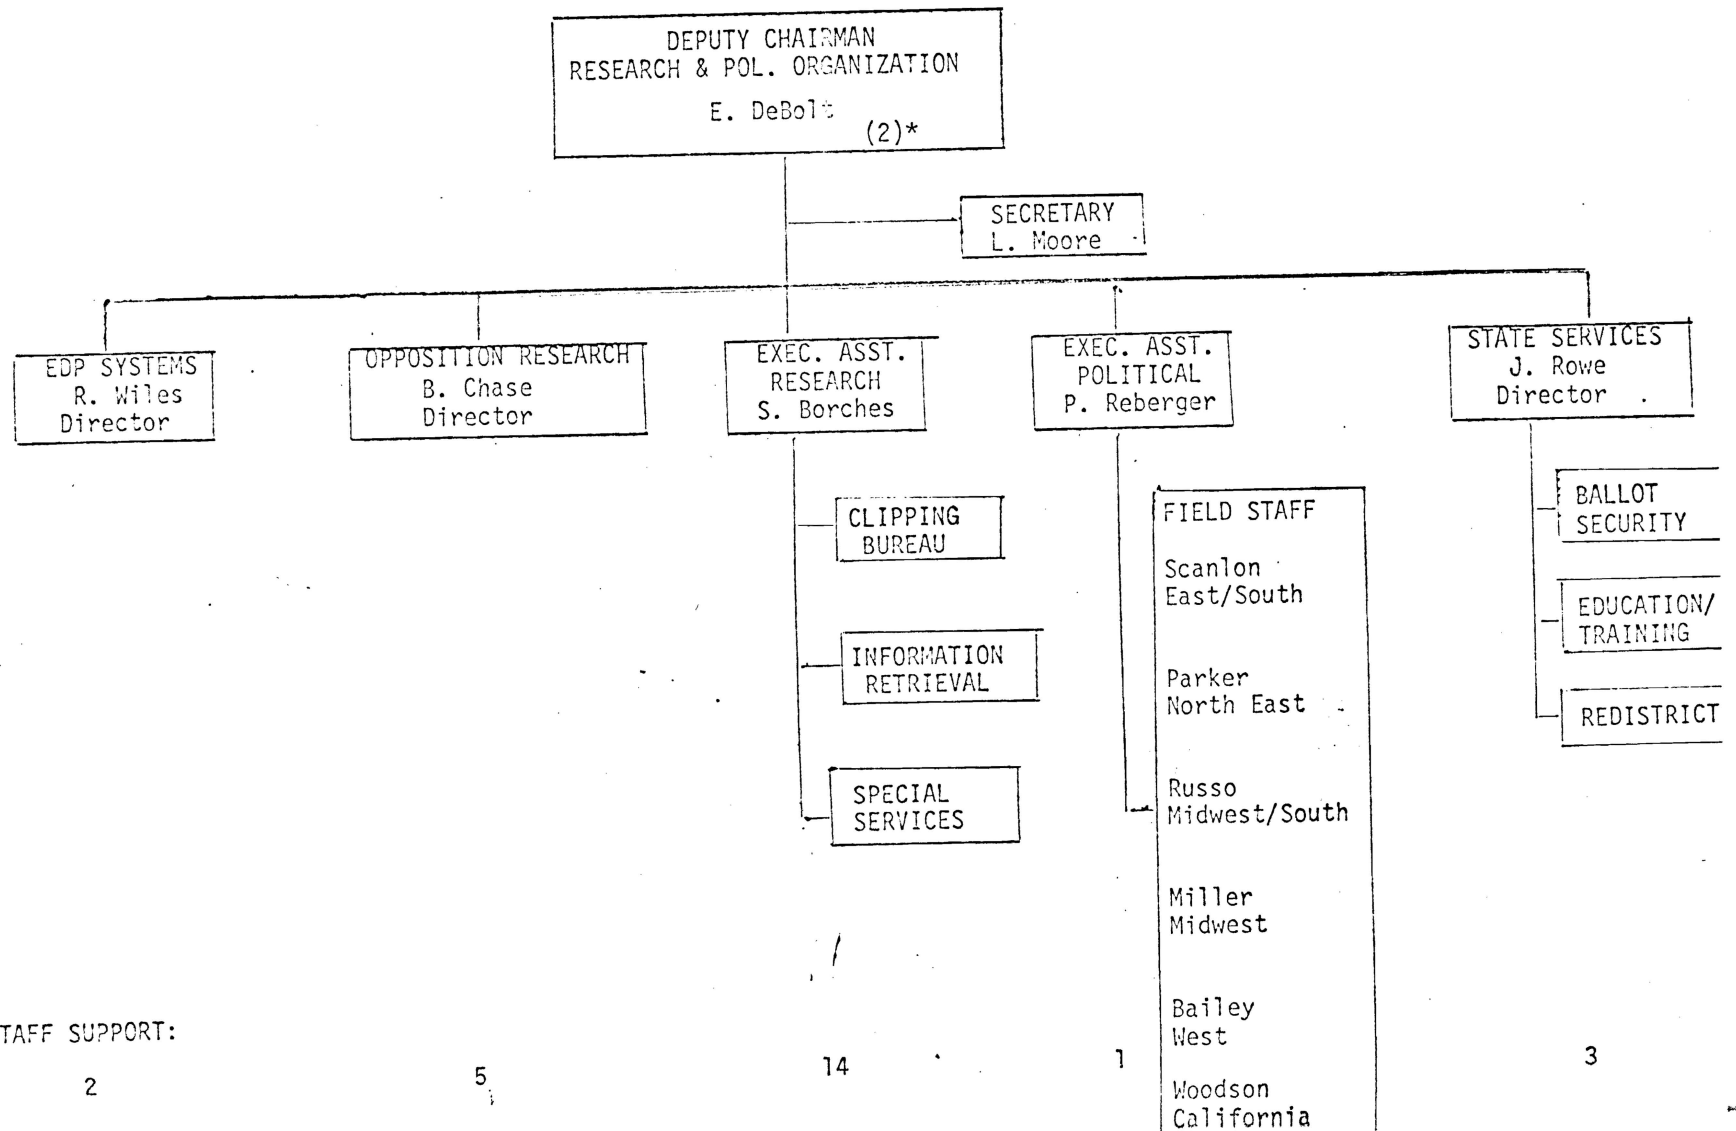 DEPUTY CHAIRMAN
RESEARCH & POL. ORGANIZATION
E. DeBolt
(2)*
SECRETARY
L. Moore
EDP SYSTEMS
R. Wiles
Director
OPPOSITION RESEARCH
B. Chase
Director
EXEC. ASST.
RESEARCH
S. Borches
EXEC. ASST.
POLITICAL
P. Reberger
STATE SERVICES
J. Rowe
Director
CLIPPING
BUREAU
INFORMATION
RETRIEVAL
SPECIAL
SERVICES
FIELD STAFF
Scanlon
East/South
Parker
North East
Russo
Midwest/South
Miller
Midwest
Bailey
West
Woodson
California
BALLOT
SECURITY
EDUCATION/
TRAINING
REDISTRICT
TAFF SUPPORT:
2
5
14
1
3